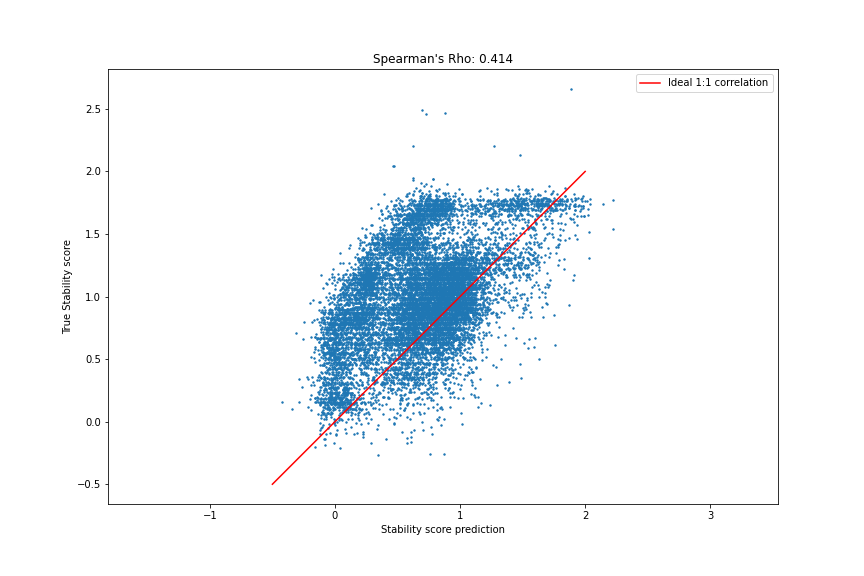 Spearman's Rho: 0.414
Ideal 1:1 correlation
2.5
2.0
1.5
1.0
0.5
0.0
−0.5
True Stability score
−1 0 1 2 3
Stability score prediction